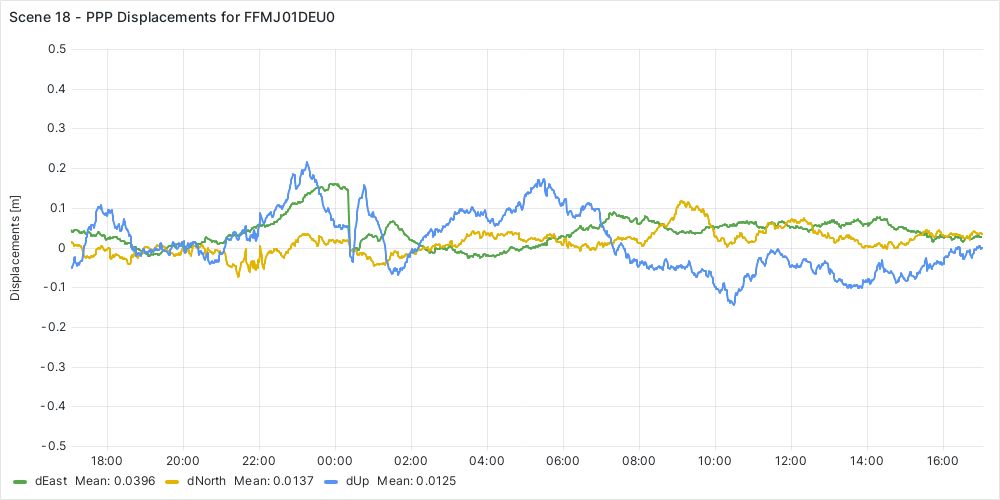 Scene 18 - PPP Displacements for FFMJ01DEU0
Displacements [m]
0.5
0.4
0.3
0.2
0.1
0
-0.1
-0.2
-0.3
-0.4
-0.5
18:00 20:00 22:00 00:00 02:00 04:00 06:00 08:00 10:00 12:00 14:00 16:00
dEast Mean: 0.0396 dNorth Mean: 0.0137 dUp Mean: 0.0125